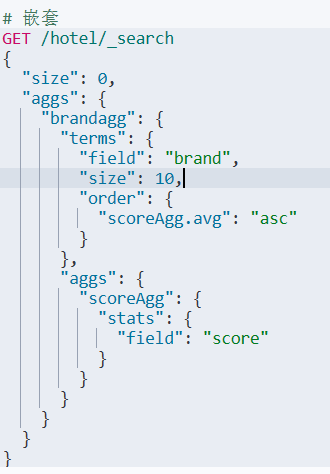 # 嵌套
GET /hotel/_search
{
  "size": 0,
  "aggs": {
    "brandagg": {
      "terms": {
        "field": "brand",
        "size": 10,
        "order": {
          "scoreAgg.avg": "asc"
        }
      },
      "aggs": {
        "scoreAgg": {
          "stats": {
            "field": "score"
          }
        }
      }
    }
  }
}